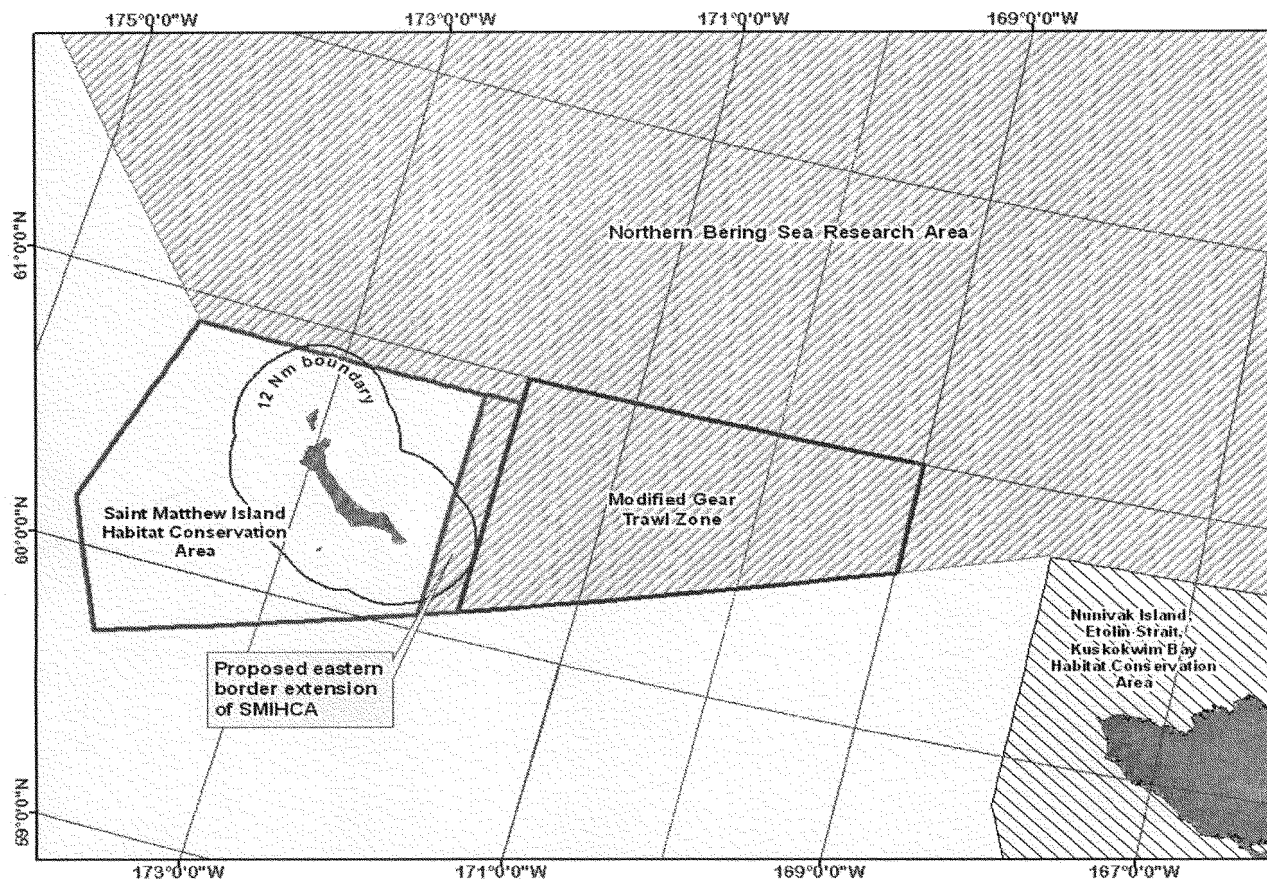 175°0'0"W
173°0'0"W
171°0'0"W
169°0'0"W
61°0'0"N
60°0'0"N
59°0'0"N
Northern Bering Sea Research Area
12 Nm boundary
Saint Matthew Island
Habitat Conservation
Area
Modified Gear
Trawl Zone
Nunivak Island,
Etolin Strait,
Kuskokwim Bay
Habitat Conservation
Area
Proposed eastern
border extension
of SMIHCA
173°0'0"W
171°0'0"W
169°0'0"W
167°0'0"W